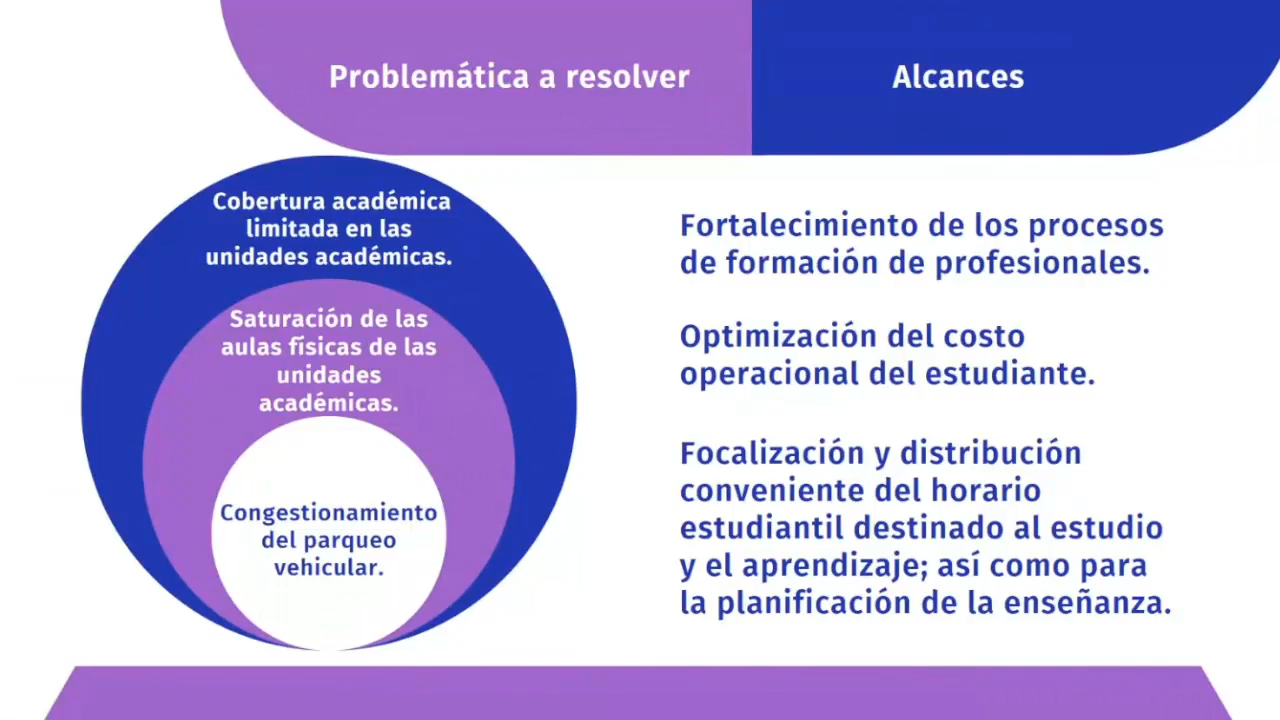 Problemática a resolver
Alcances
Cobertura académica
limitada en las
unidades académicas.
Saturación de las
aulas físicas de las
unidades
académicas.
Congestionamiento
del parqueo
vehicular.
Fortalecimiento de los procesos
de formación de profesionales.
Optimización del costo
operacional del estudiante.
Focalización y distribución
conveniente del horario
estudiantil destinado al estudio
y el aprendizaje; así como para
la planificación de la enseñanza.